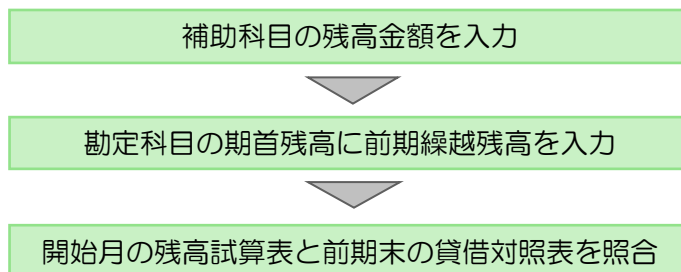 補助科目の残高金額を入力
勘定科目の期首残高に前期繰越残高を入力
開始月の残高試算表と前期末の貸借対照表を照合